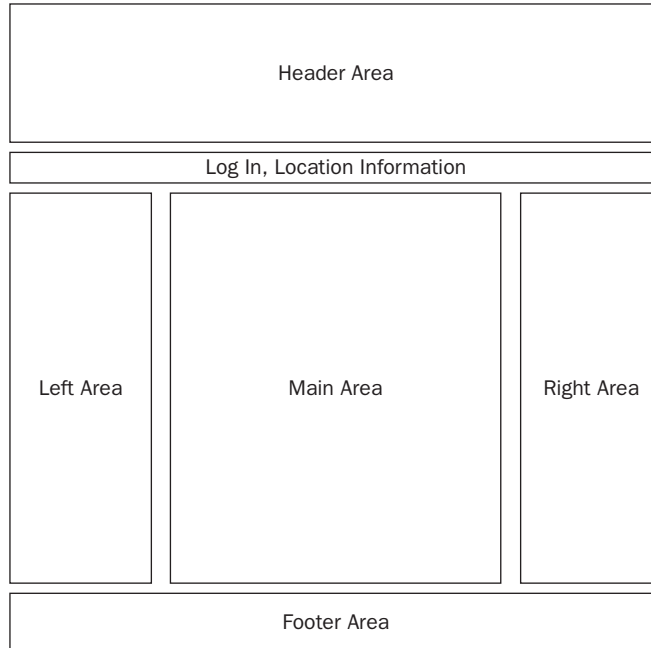 Header Area
Log In, Location Information
Left Area
Main Area
Right Area
Footer Area